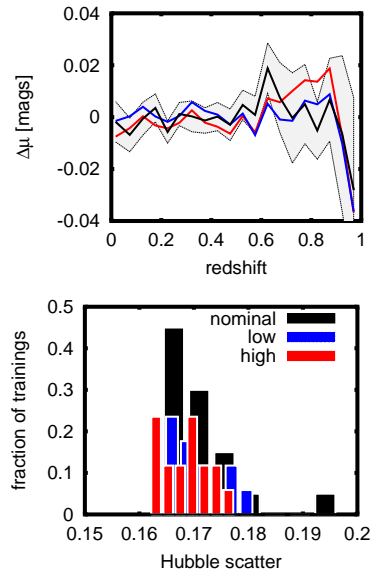 0.04
0.02
0
-0.02
-0.04
Δμ [mags]
0 0.2 0.4 0.6 0.8 1
redshift
0.5
0.4
0.3
0.2
0.1
0
fraction of trainings
nominal
low
high
0.15 0.16 0.17 0.18 0.19 0.2
Hubble scatter